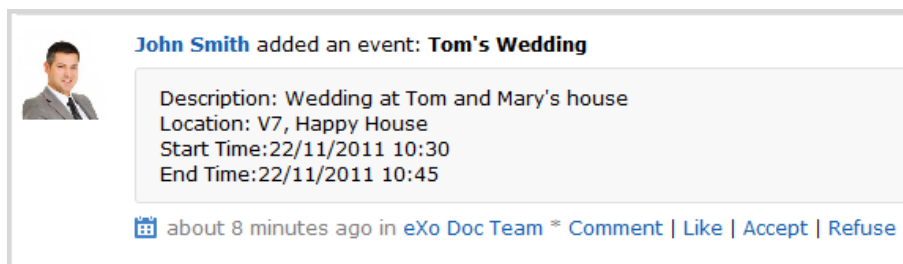 John Smith added an event: Tom's Wedding
Description: Wedding at Tom and Mary's house
Location: V7, Happy House
Start Time:22/11/2011 10:30
End Time:22/11/2011 10:45
about 8 minutes ago in eXo Doc Team * Comment | Like | Accept | Refuse